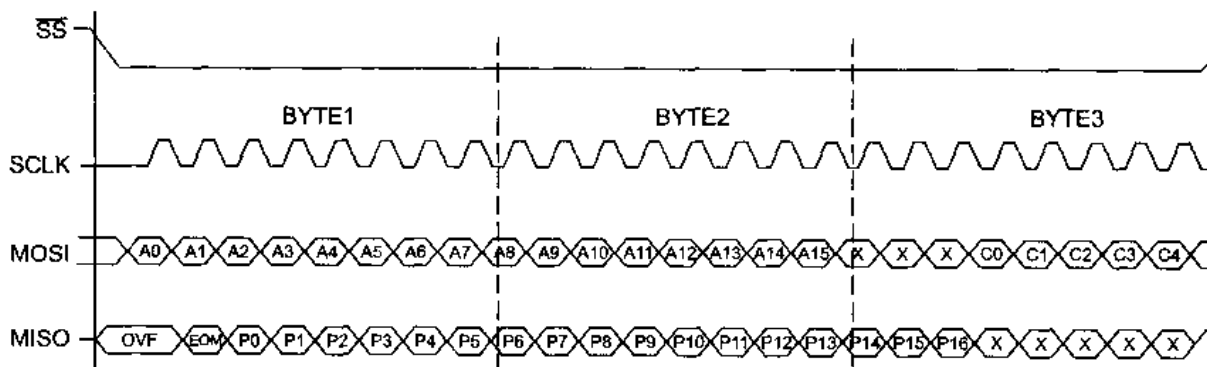 S̅S̅
BYTE1 BYTE2 BYTE3
SCLK
MOSI A0 A1 A2 A3 A4 A5 A6 A7 A8 A9 A10 A11 A12 A13 A14 A15 X X X C0 C1 C2 C3 C4
MISO OVF EOM P0 P1 P2 P3 P4 P5 P6 P7 P8 P9 P10 P11 P12 P13 P14 P15 P16 X X X X X